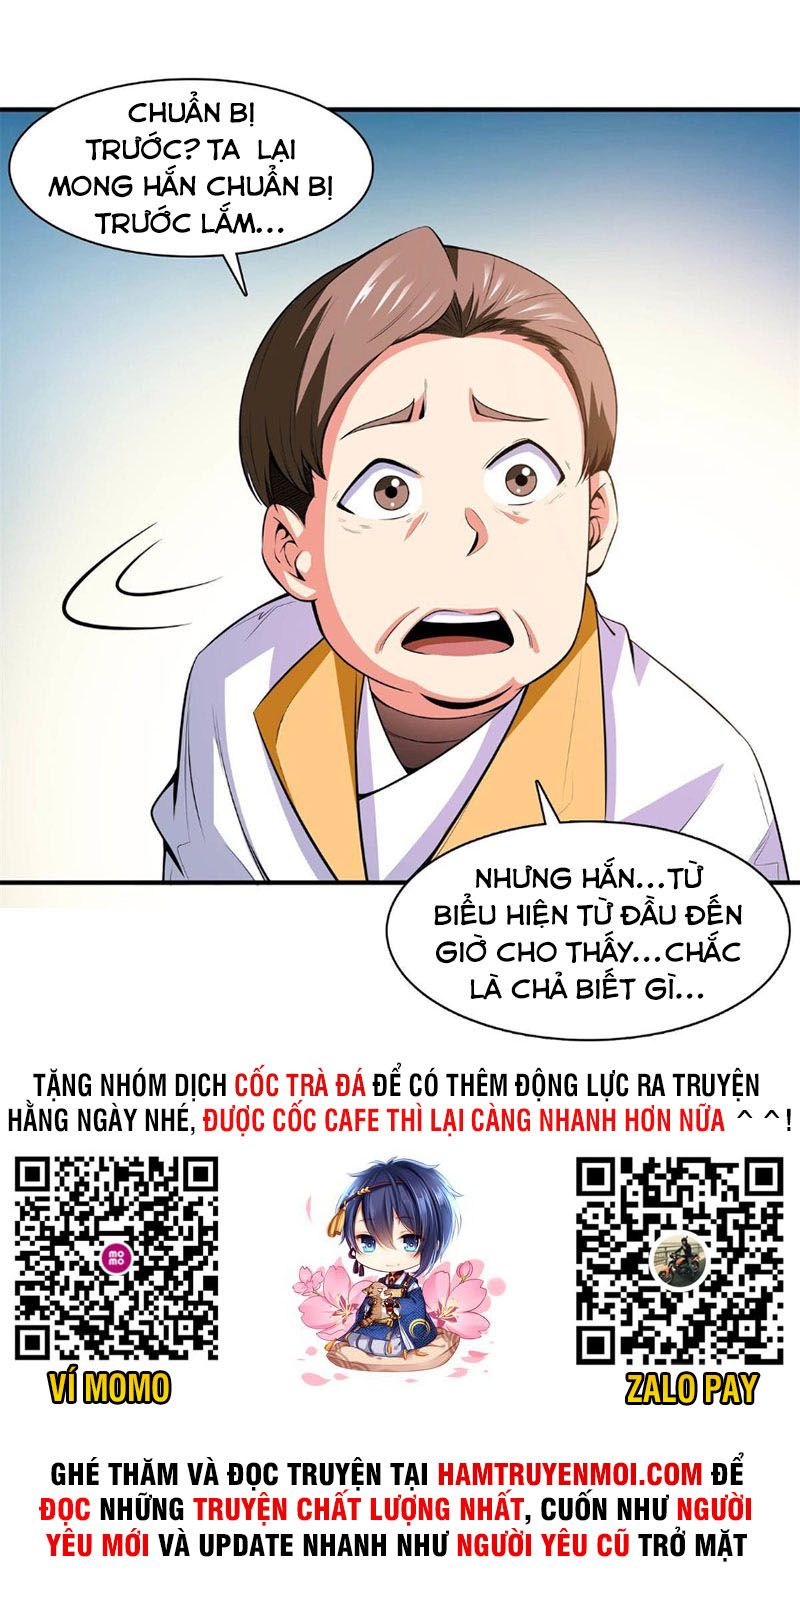 CHUẨN BỊ
TRƯỚC? TA LẠI
MONG HẮN CHUẨN BỊ
TRƯỚC LẮM...
NHƯNG HẮN...TỪ
BIỂU HIỆN TỪ ĐẦU ĐẾN
GIỜ CHO THẤY...CHẮC
LÀ CHẢ BIẾT GÌ...
TẶNG NHÓM DỊCH CỐC TRÀ ĐÁ ĐỂ CÓ THÊM ĐỘNG LỰC RA TRUYỆN
HẰNG NGÀY NHÉ, ĐƯỢC CỐC CAFE THÌ LẠI CÀNG NHANH HƠN NỮA ^ ^!
mo
mo
VÍ MOMO
ZALO PAY
GHÉ THĂM VÀ ĐỌC TRUYỆN TẠI HAMTRUYENMOI.COM ĐỂ
ĐỌC NHỮNG TRUYỆN CHẤT LƯỢNG NHẤT, CUỐN NHƯ NGƯỜI
YÊU MỚI VÀ UPDATE NHANH NHƯ NGƯỜI YÊU CŨ TRỞ MẶT